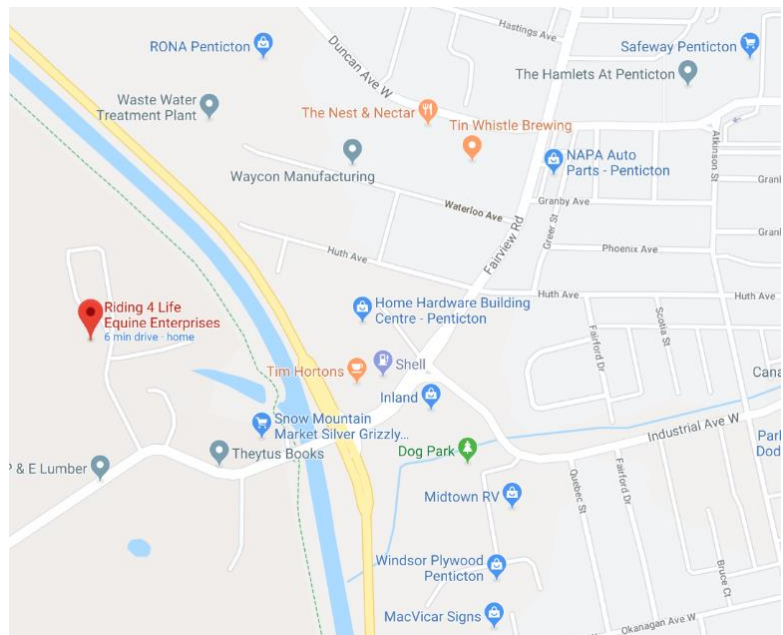 Hastings Ave
RONA Penticton
Safeway Penticton
Duncan Ave W
The Hamlets At Penticton
Waste Water
Treatment Plant
The Nest & Nectar
Tin Whistle Brewing
Atkinson St
NAPA Auto
Parts - Penticton
Waycon Manufacturing
Granb
Waterloo Ave
Granby Ave
Greer St
Granl
Fairview Rd
Phoenix Ave
Huth Ave
Huth Ave
Huth Ave
Riding 4 Life
Equine Enterprises
6 min drive - home
Home Hardware Building
Centre - Penticton
Scotia St
Fairford Dr
Shell
Tim Hortons
Cana
Inland
Snow Mountain
Market Silver Grizzly...
Industrial Ave W
Park
Dod
Dog Park
Theytus Books
P & E Lumber
Midtown RV
Quebec St
Fairford Dr
Windsor Plywood
Penticton
Bruce Ct
MacVicar Signs
Okanagan Ave W